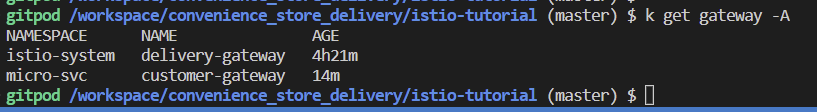 gitpod /workspace/convenience_store_delivery/istio-tutorial (master) $ k get gateway -A
NAMESPACE NAME AGE
istio-system delivery-gateway 4h21m
micro-svc customer-gateway 14m
gitpod /workspace/convenience_store_delivery/istio-tutorial (master) $